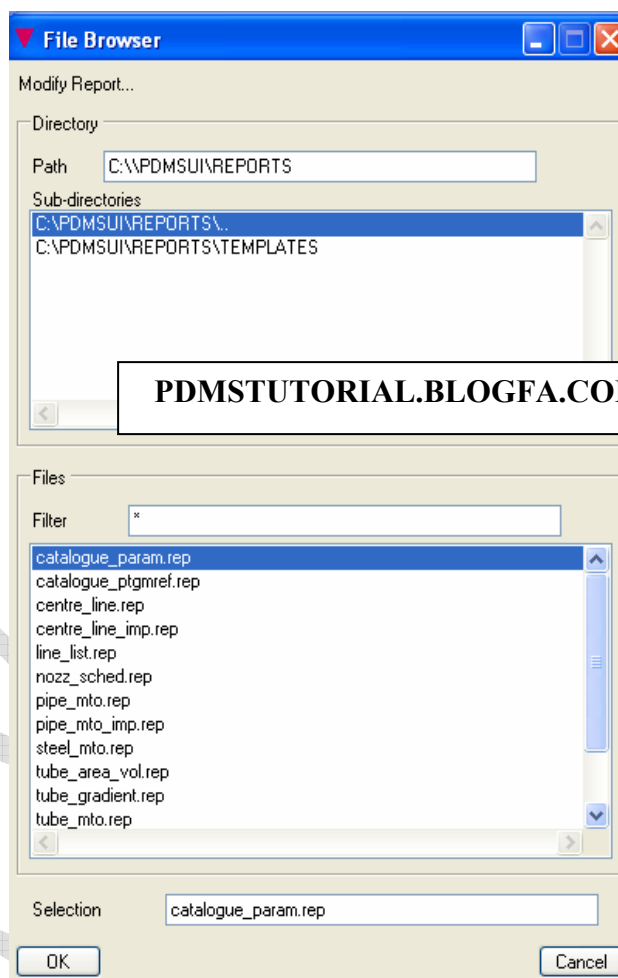 File Browser
Modify Report...
Directory
Path C:\\PDMSUI\REPORTS
Sub-directories
C:\PDMSUI\REPORTS\..
C:\PDMSUI\REPORTS\TEMPLATES
PDMSTUTORIAL.BLOGFA.CO
Files
Filter *
catalogue_param.rep
catalogue_ptgmref.rep
centre_line.rep
centre_line_imp.rep
line_list.rep
nozz_sched.rep
pipe_mto.rep
pipe_mto_imp.rep
steel_mto.rep
tube_area_vol.rep
tube_gradient.rep
tube_mto.rep
Selection catalogue_param.rep
OK Cancel